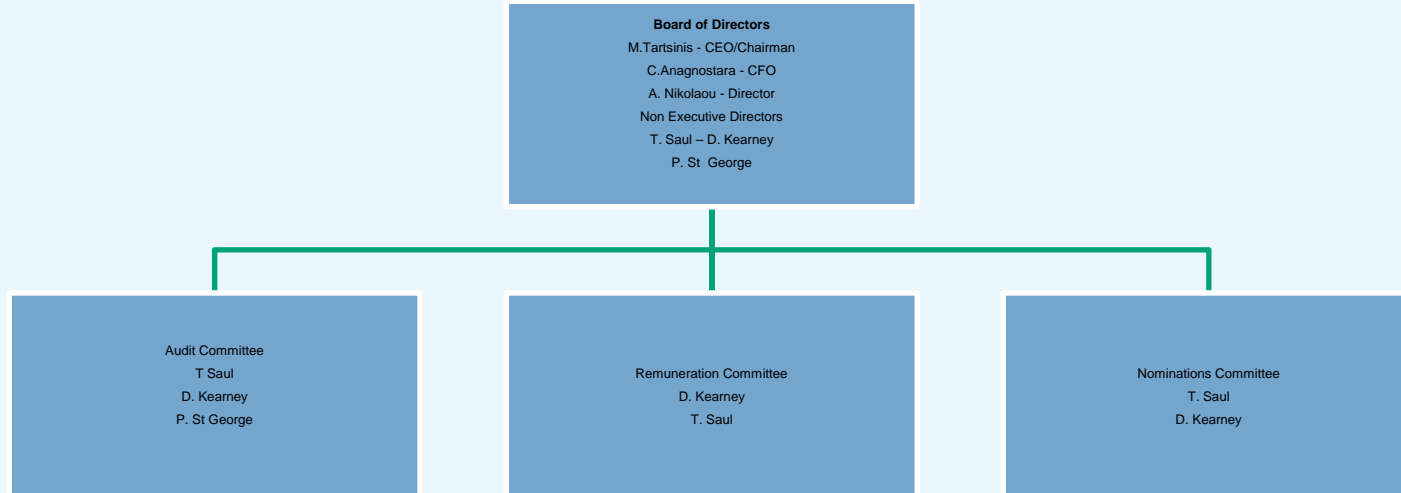 Board of Directors
M.Tartsinis - CEO/Chairman
C.Anagnostara - CFO
A. Nikolaou - Director
Non Executive Directors
T. Saul – D. Kearney
P. St  George
Audit Committee
T Saul
D. Kearney
P. St George
Remuneration Committee
D. Kearney
T. Saul
Nominations Committee
T. Saul
D. Kearney